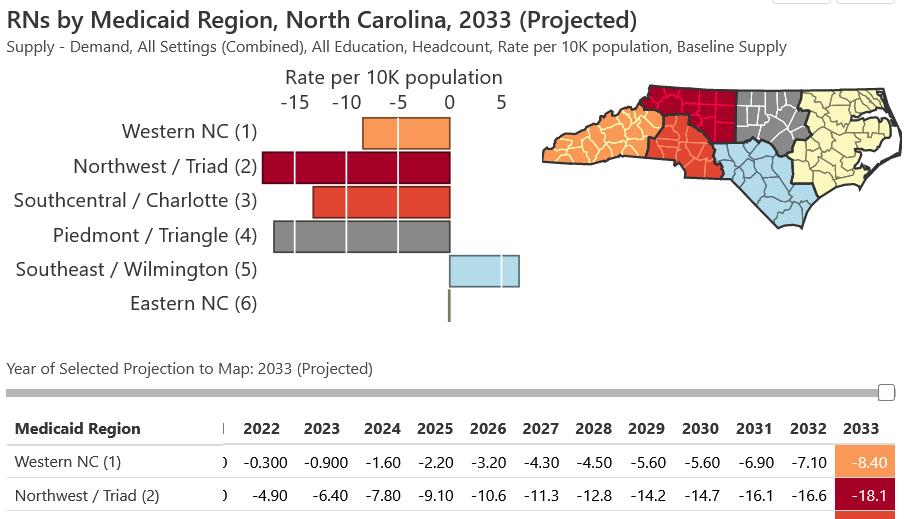 RNs by Medicaid Region, North Carolina, 2033 (Projected)
Supply - Demand, All Settings (Combined), All Education, Headcount, Rate per 10K population, Baseline Supply
Rate per 10K population
-15 -10 -5 0 5
Western NC (1)
Northwest / Triad (2)
Southcentral / Charlotte (3)
Piedmont / Triangle (4)
Southeast / Wilmington (5)
Eastern NC (6)
Year of Selected Projection to Map: 2033 (Projected)
Medicaid Region 2022 2023 2024 2025 2026 2027 2028 2029 2030 2031 2032 2033
Western NC (1) -0.300 -0.900 -1.60 -2.20 -3.20 -4.30 -4.50 -5.60 -5.60 -6.90 -7.10 -8.40
Northwest / Triad (2) -4.90 -6.40 -7.80 -9.10 -10.6 -11.3 -12.8 -14.2 -14.7 -16.1 -16.6 -18.1